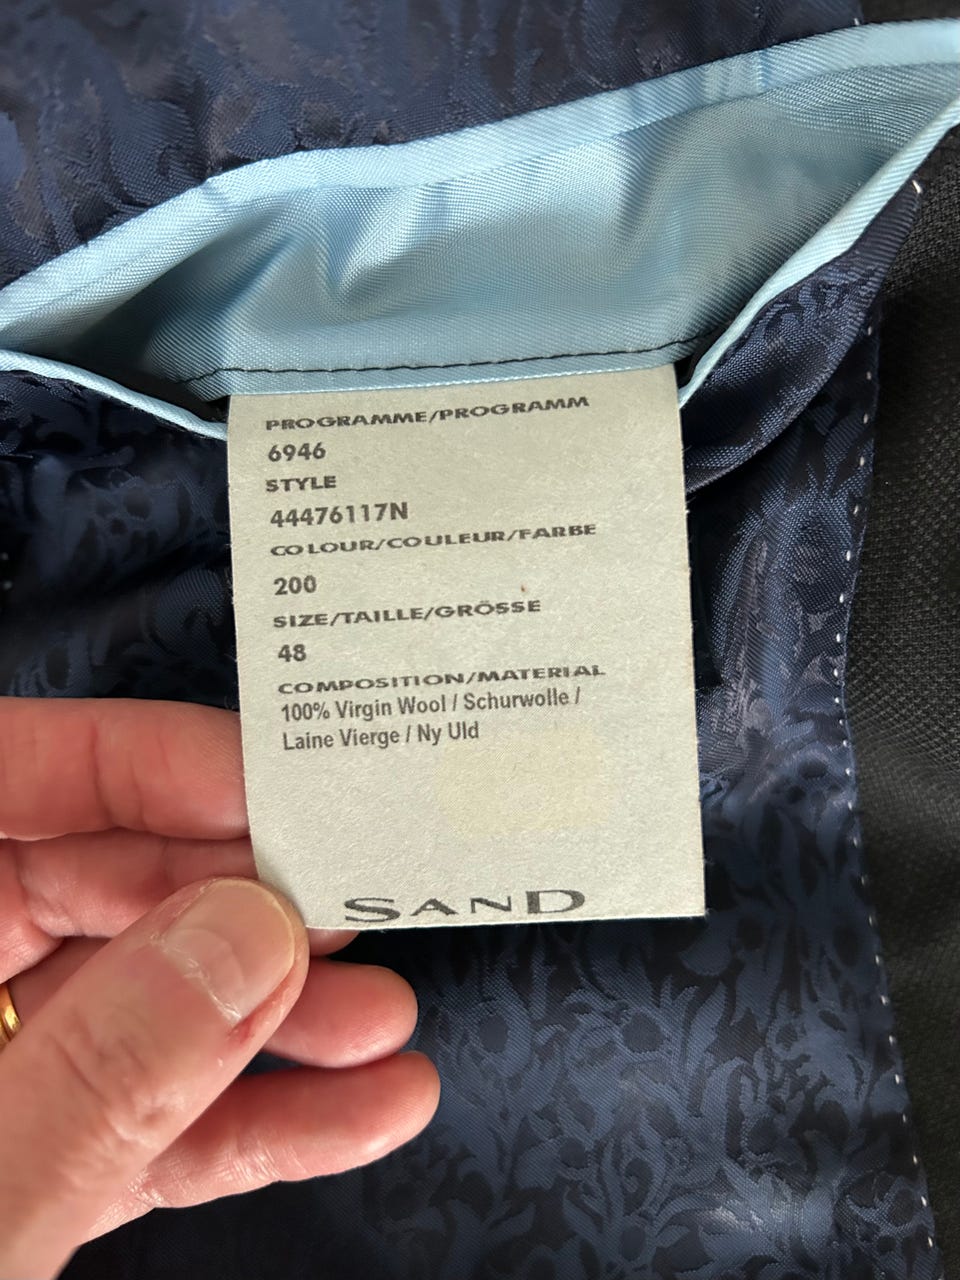 PROGRAMME/PROGRAMM
6946
STYLE
44476117N
COLOUR/COULEUR/FARBE
200
SIZE/TAILLE/GRÖSSE
48
COMPOSITION/MATERIAL
100% Virgin Wool / Schurwolle /
Laine Vierge / Ny Uld
SAND